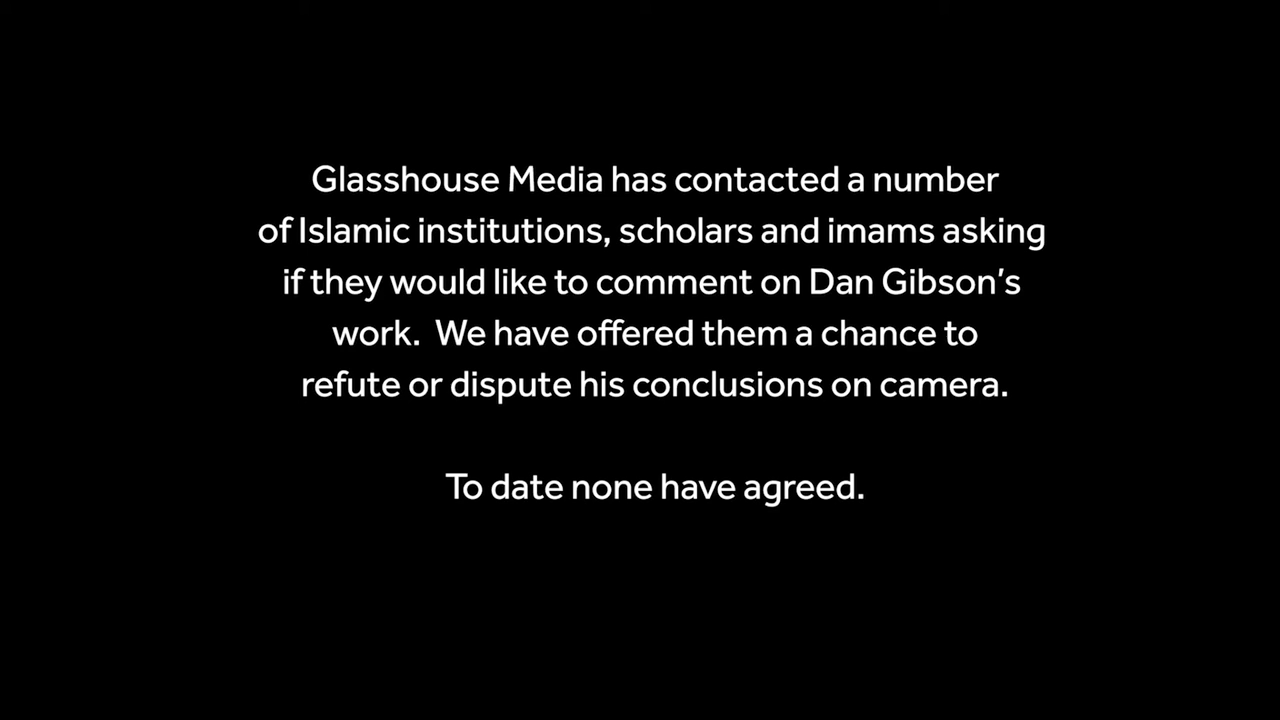 Glasshouse Media has contacted a number
of Islamic institutions, scholars and imams asking
if they would like to comment on Dan Gibson's
work.  We have offered them a chance to
refute or dispute his conclusions on camera.
To date none have agreed.